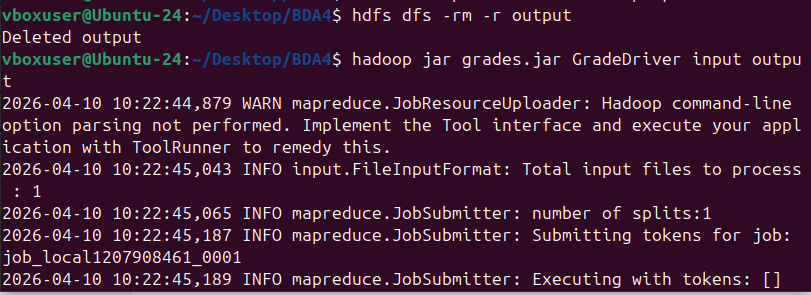 vboxuser@Ubuntu-24:~/Desktop/BDA4$ hdfs dfs -rm -r output
Deleted output
vboxuser@Ubuntu-24:~/Desktop/BDA4$ hadoop jar grades.jar GradeDriver input outpu
t
2026-04-10 10:22:44,879 WARN mapreduce.JobResourceUploader: Hadoop command-line
option parsing not performed. Implement the Tool interface and execute your appl
ication with ToolRunner to remedy this.
2026-04-10 10:22:45,043 INFO input.FileInputFormat: Total input files to process
 : 1
2026-04-10 10:22:45,065 INFO mapreduce.JobSubmitter: number of splits:1
2026-04-10 10:22:45,187 INFO mapreduce.JobSubmitter: Submitting tokens for job:
job_local1207908461_0001
2026-04-10 10:22:45,189 INFO mapreduce.JobSubmitter: Executing with tokens: []